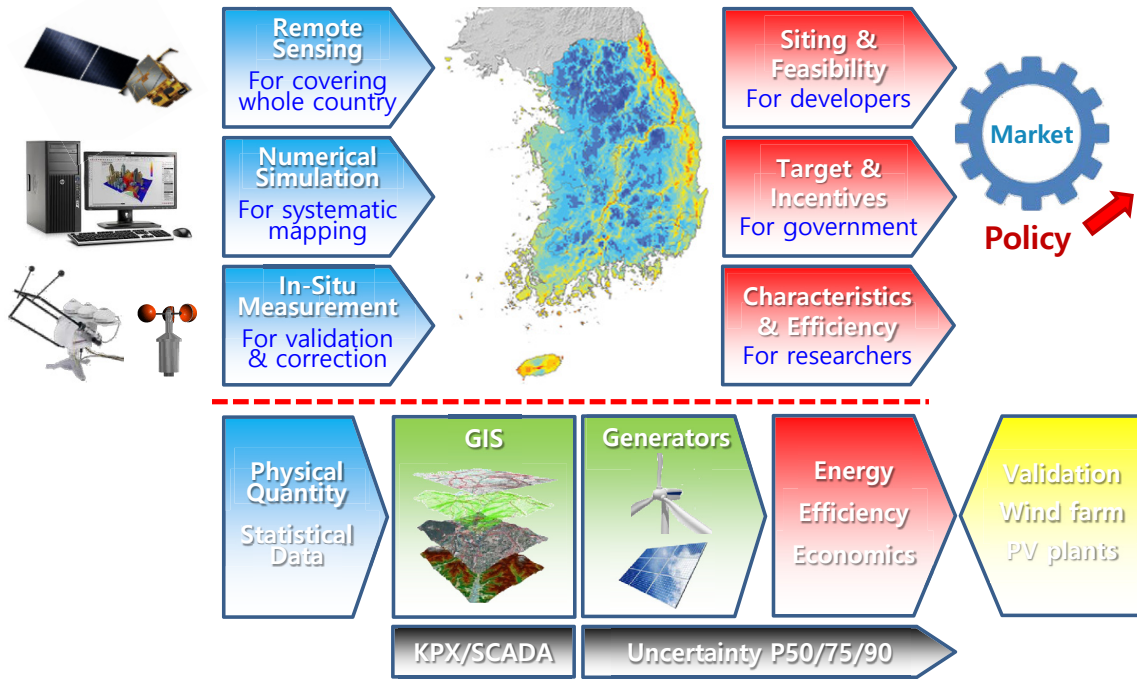 Remote
Sensing
For covering
whole country
Numerical
Simulation
For systematic
mapping
In-Situ
Measurement
For validation
& correction
Siting &
Feasibility
For developers
Target &
Incentives
For government
Characteristics
& Efficiency
For researchers
Market
Policy
Physical
Quantity
Statistical
Data
GIS
Generators
Energy
Efficiency
Economics
Validation
Wind farm
PV plants
KPX/SCADA
Uncertainty P50/75/90